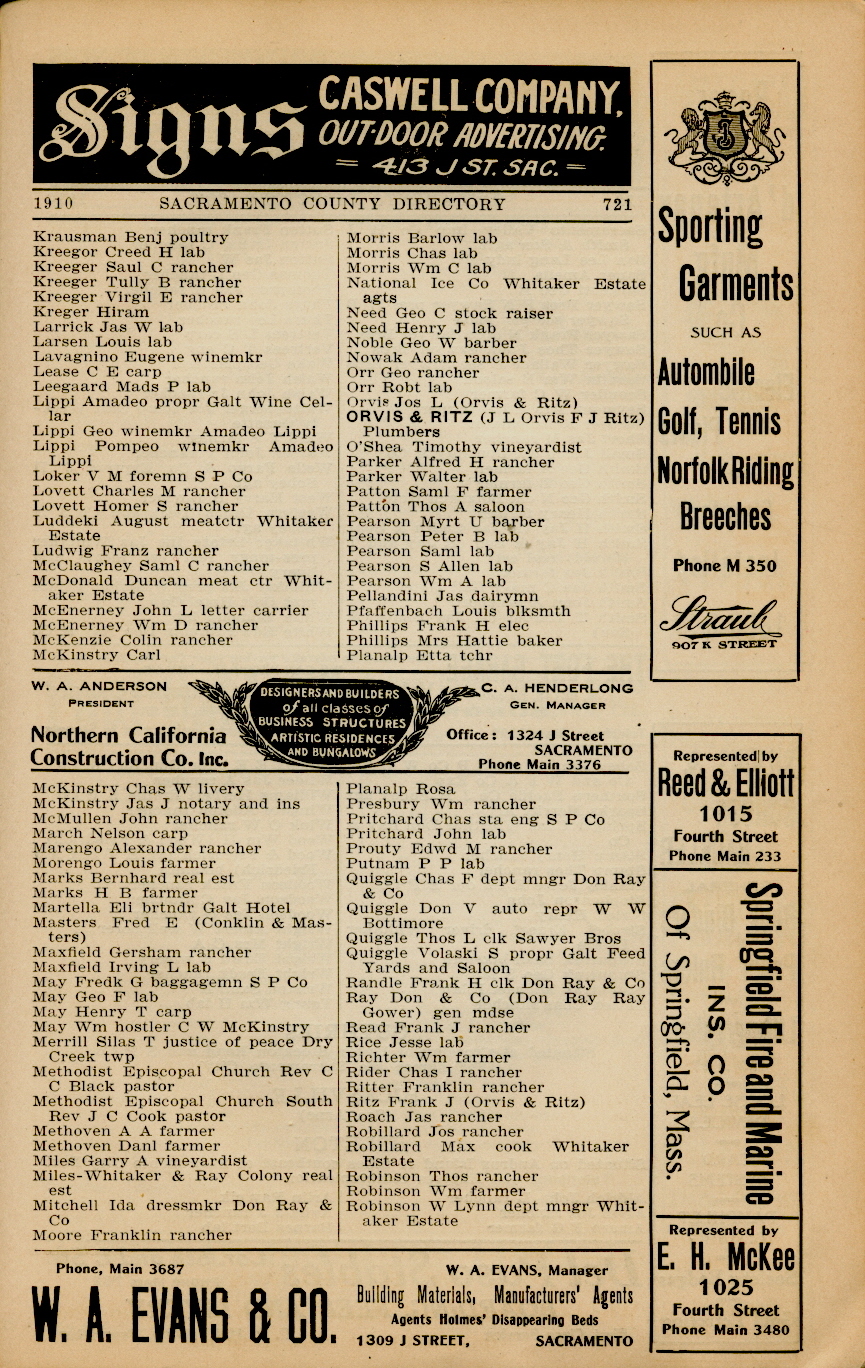 Signs
CASWELL COMPANY,
OUT-DOOR ADVERTISING.
= 413 J ST. SAC. =
1910 SACRAMENTO COUNTY DIRECTORY 721
Krausman Benj poultry
Kreegor Creed H lab
Kreeger Saul C rancher
Kreeger Tully B rancher
Kreeger Virgil E rancher
Kreger Hiram
Larrick Jas W lab
Larsen Louis lab
Lavagnino Eugene winemkr
Lease C E carp
Leegaard Mads P lab
Lippi Amadeo propr Galt Wine Cel-
lar
Lippi Geo winemkr Amadeo Lippi
Lippi Pompeo winemkr Amadeo
Lippi
Loker V M foremn S P Co
Lovett Charles M rancher
Lovett Homer S rancher
Luddeki August meatctr Whitaker
Estate
Ludwig Franz rancher
McClaughey Saml C rancher
McDonald Duncan meat ctr Whit-
aker Estate
McEnerney John L letter carrier
McEnerney Wm D rancher
McKenzie Colin rancher
McKinstry Carl
Morris Barlow lab
Morris Chas lab
Morris Wm C lab
National Ice Co Whitaker Estate
agts
Need Geo C stock raiser
Need Henry J lab
Noble Geo W barber
Nowak Adam rancher
Orr Geo rancher
Orr Robt lab
Orvis Jos L (Orvis & Ritz)
ORVIS & RITZ (J L Orvis F J Ritz)
Plumbers
O'Shea Timothy vineyardist
Parker Alfred H rancher
Parker Walter lab
Patton Saml F farmer
Patton Thos A saloon
Pearson Myrt U barber
Pearson Peter B lab
Pearson Saml lab
Pearson S Allen lab
Pearson Wm A lab
Pellandini Jas dairymn
Pfaffenbach Louis blksmth
Phillips Frank H elec
Phillips Mrs Hattie baker
Planalp Etta tchr
W. A. ANDERSON
PRESIDENT
Northern California
Construction Co. Inc.
DESIGNERS AND BUILDERS
of all classes of
BUSINESS STRUCTURES
ARTISTIC RESIDENCES
AND BUNGALOWS
C. A. HENDERLONG
GEN. MANAGER
Office: 1324 J Street
SACRAMENTO
Phone Main 3376
McKinstry Chas W livery
McKinstry Jas J notary and ins
McMullen John rancher
March Nelson carp
Marengo Alexander rancher
Morengo Louis farmer
Marks Bernhard real est
Marks H B farmer
Martella Eli brtndr Galt Hotel
Masters Fred E (Conklin & Mas-
ters)
Maxfield Gersham rancher
Maxfield Irving L lab
May Fredk G baggagemn S P Co
May Geo F lab
May Henry T carp
May Wm hostler C W McKinstry
Merrill Silas T justice of peace Dry
Creek twp
Methodist Episcopal Church Rev C
C Black pastor
Methodist Episcopal Church South
Rev J C Cook pastor
Methoven A A farmer
Methoven Danl farmer
Miles Garry A vineyardist
Miles-Whitaker & Ray Colony real
est
Mitchell Ida dressmkr Don Ray &
Co
Moore Franklin rancher
Planalp Rosa
Presbury Wm rancher
Pritchard Chas sta eng S P Co
Pritchard John lab
Prouty Edwd M rancher
Putnam P P lab
Quiggle Chas F dept mngr Don Ray
& Co
Quiggle Don V auto repr W W
Bottimore
Quiggle Thos L clk Sawyer Bros
Quiggle Volaski S propr Galt Feed
Yards and Saloon
Randle Frank H clk Don Ray & Co
Ray Don & Co (Don Ray Ray
Gower) gen mdse
Read Frank J rancher
Rice Jesse lab
Richter Wm farmer
Rider Chas I rancher
Ritter Franklin rancher
Ritz Frank J (Orvis & Ritz)
Roach Jas rancher
Robillard Jos rancher
Robillard Max cook Whitaker
Estate
Robinson Thos rancher
Robinson Wm farmer
Robinson W Lynn dept mngr Whit-
aker Estate
Phone, Main 3687
W. A. EVANS & CO.
W. A. EVANS, Manager
Building Materials, Manufacturers' Agents
Agents Holmes' Disappearing Beds
1309 J STREET, SACRAMENTO
Sporting
Garments
SUCH AS
Autombile
Golf, Tennis
Norfolk Riding
Breeches
Phone M 350
Straub
907 K STREET
Represented by
Reed & Elliott
1015
Fourth Street
Phone Main 233
Springfield Fire and Marine
INS. CO.
Of Springfield, Mass.
Represented by
E. H. McKee
1025
Fourth Street
Phone Main 3480